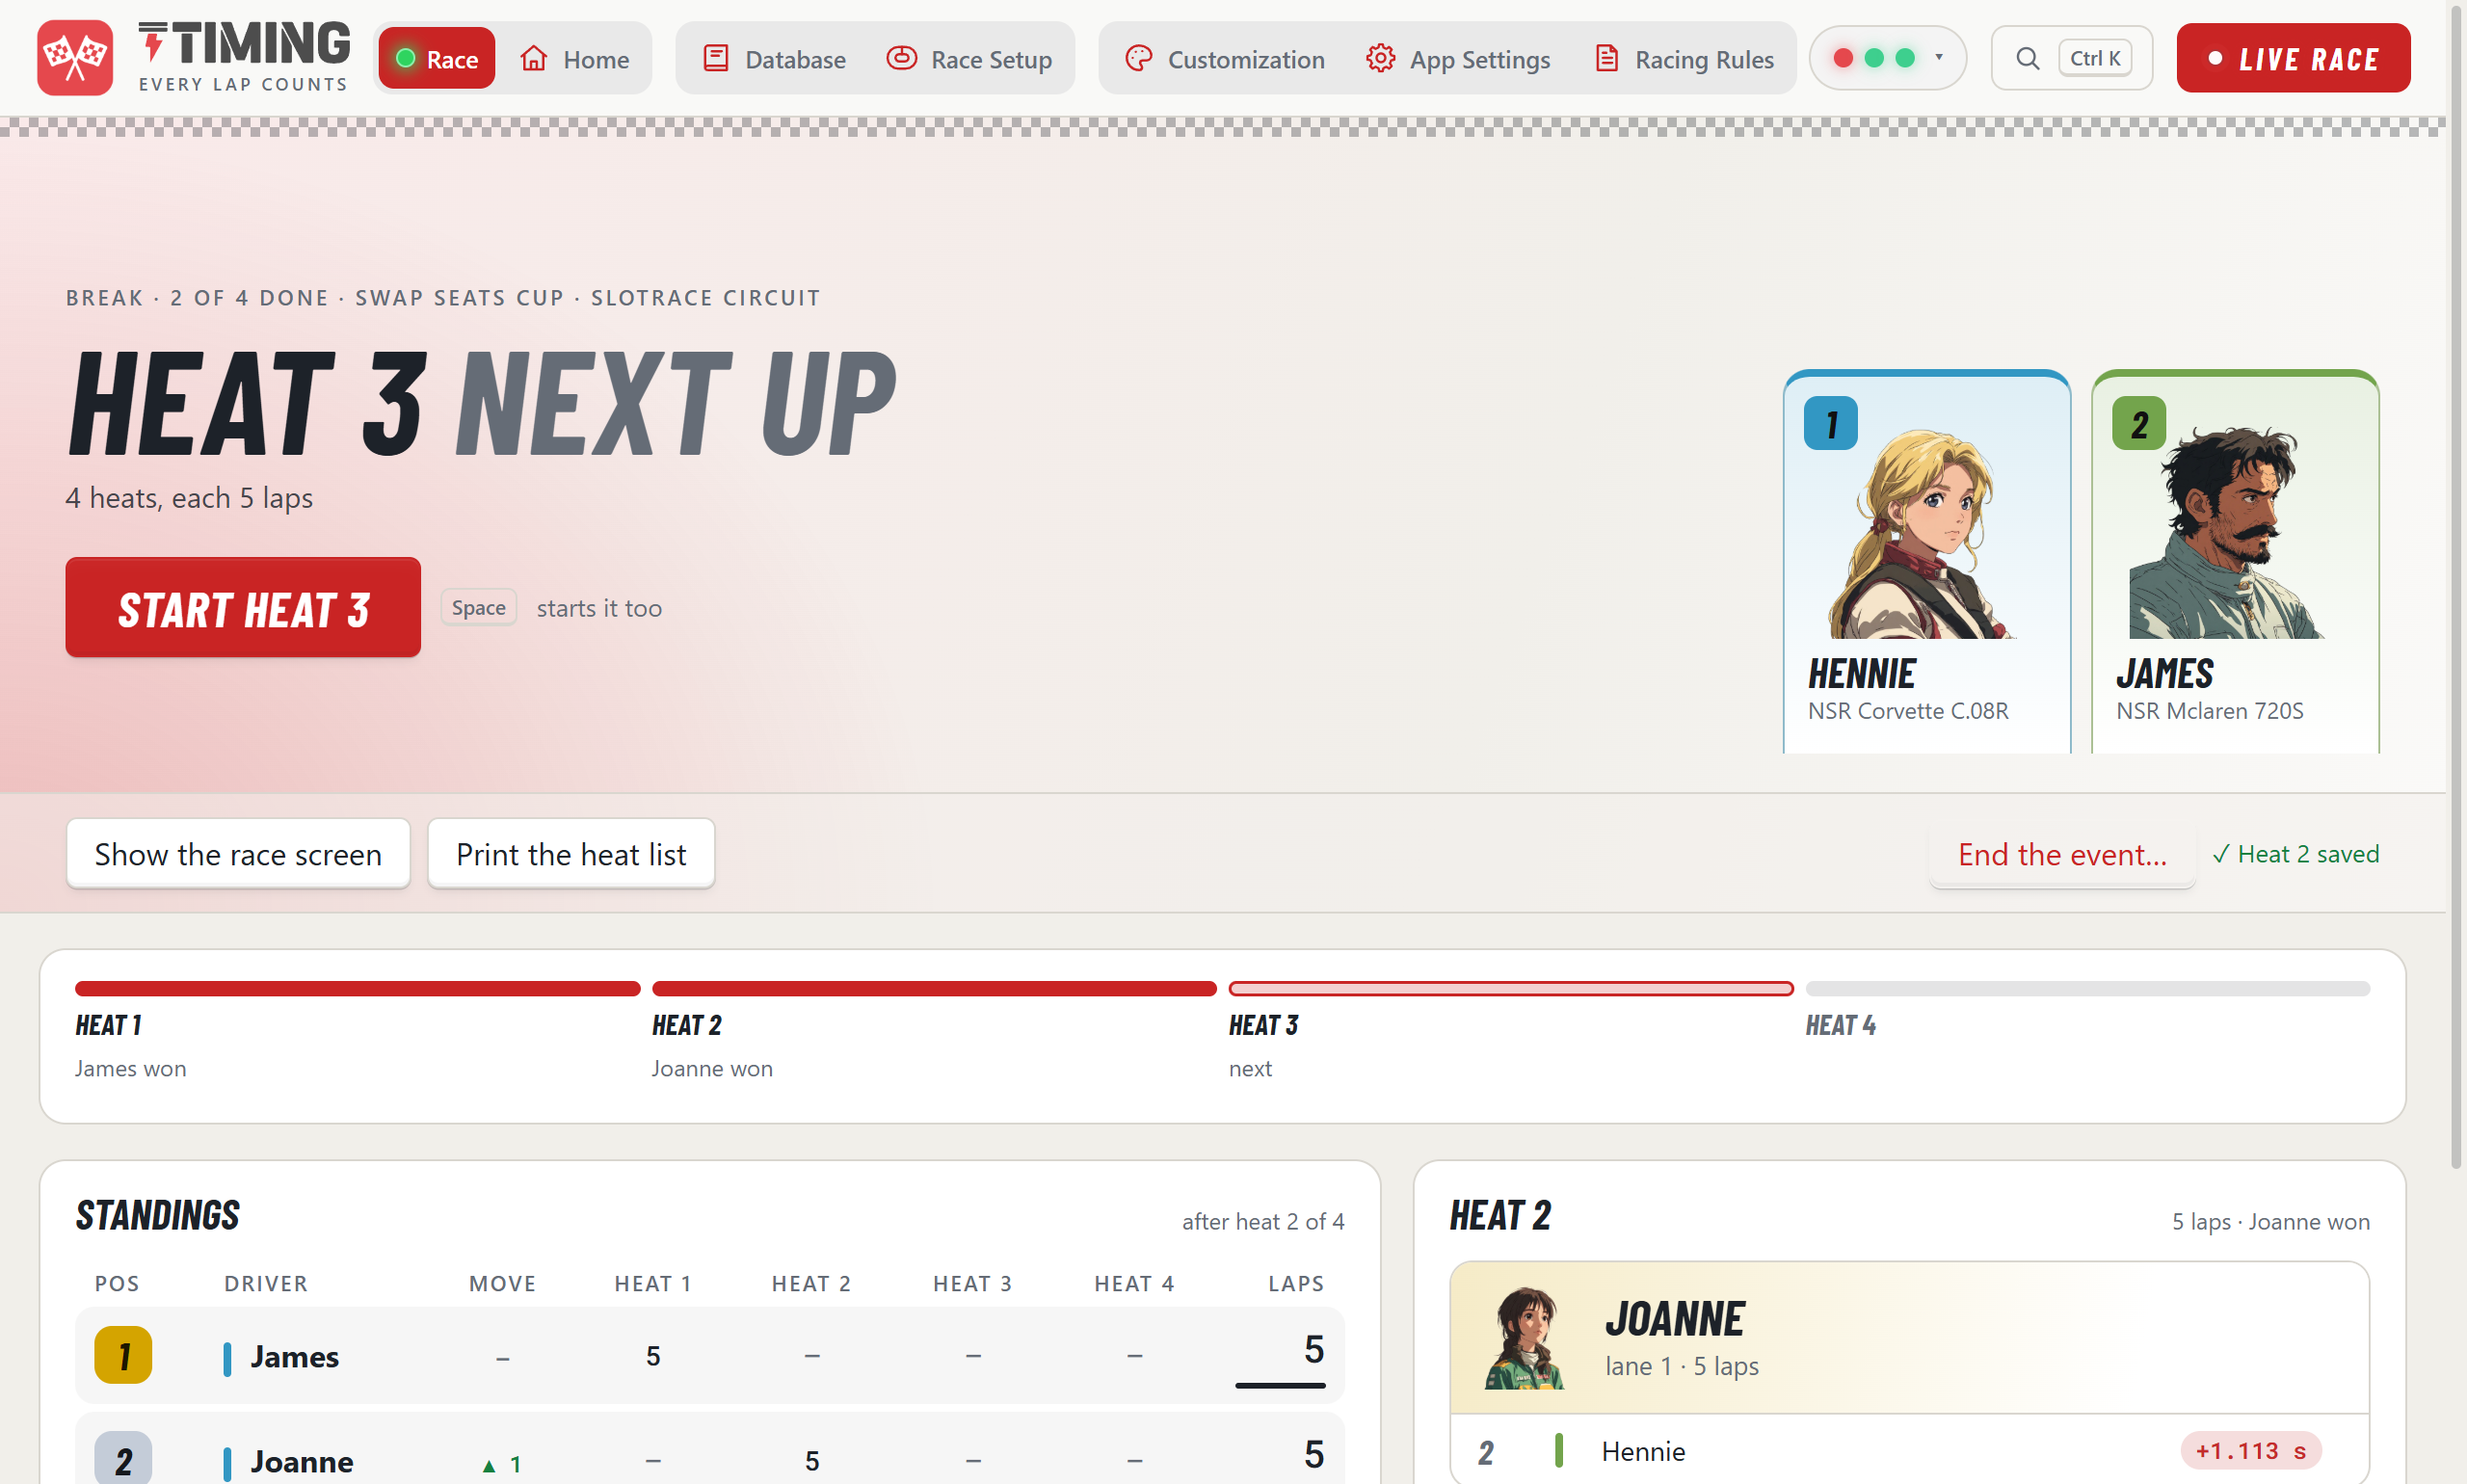 TIMING
EVERY LAP COUNTS
Race
Home
Database
Race Setup
Customization
App Settings
Racing Rules
Ctrl K
LIVE RACE
BREAK · 2 OF 4 DONE · SWAP SEATS CUP · SLOTRACE CIRCUIT
HEAT 3 NEXT UP
4 heats, each 5 laps
START HEAT 3
Space
starts it too
1
HENNIE
NSR Corvette C.08R
2
JAMES
NSR Mclaren 720S
Show the race screen
Print the heat list
End the event...
✓ Heat 2 saved
HEAT 1
James won
HEAT 2
Joanne won
HEAT 3
next
HEAT 4
STANDINGS
after heat 2 of 4
POS DRIVER MOVE HEAT 1 HEAT 2 HEAT 3 HEAT 4 LAPS
1 James – 5 – – – 5
2 Joanne ▲ 1 – 5 – – 5
HEAT 2
5 laps · Joanne won
JOANNE
lane 1 · 5 laps
2 Hennie +1.113 s